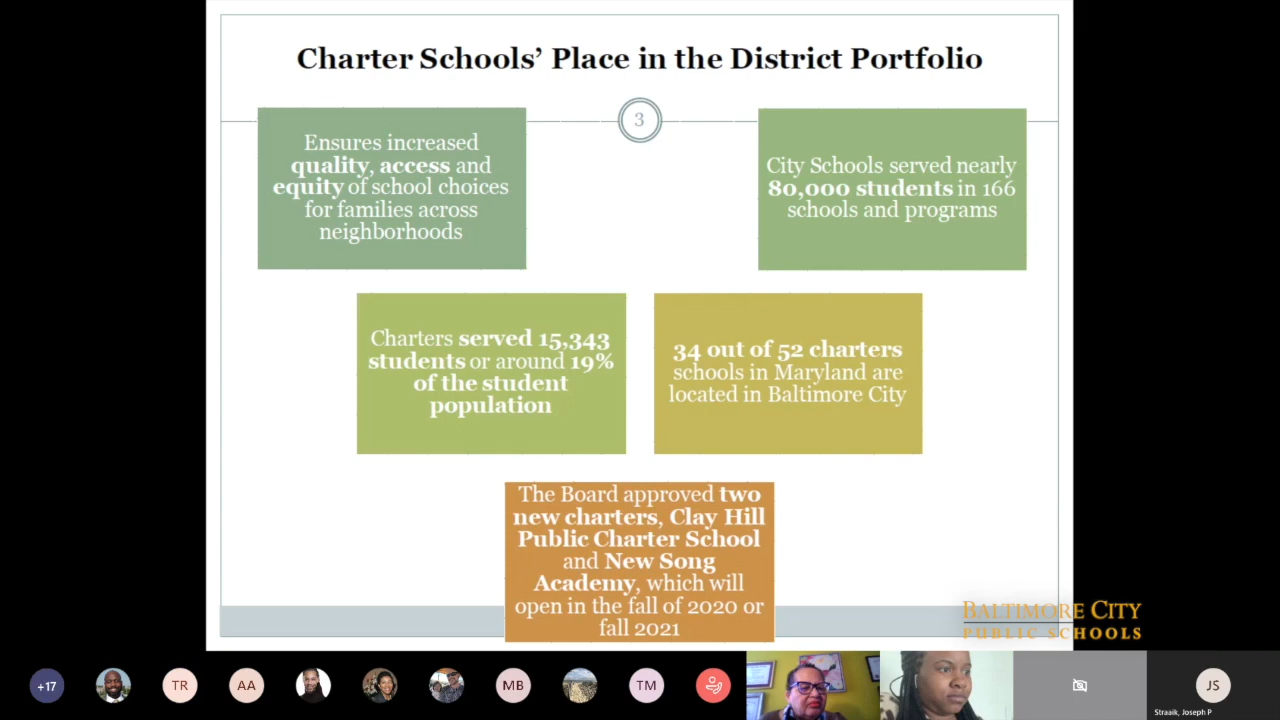 Charter Schools’ Place in the District Portfolio
3
Ensures increased
quality, access and
equity of school choices
for families across
neighborhoods
City Schools served nearly
80,000 students in 166
schools and programs
Charters served 15,343
students or around 19%
of the student
population
34 out of 52 charters
schools in Maryland are
located in Baltimore City
The Board approved two
new charters, Clay Hill
Public Charter School
and New Song
Academy, which will
open in the fall of 2020 or
fall 2021
BALTIMORE CITY
PUBLIC SCHOOLS
+17
TR
AA
MB
TM
JS
Straaik, Joseph P